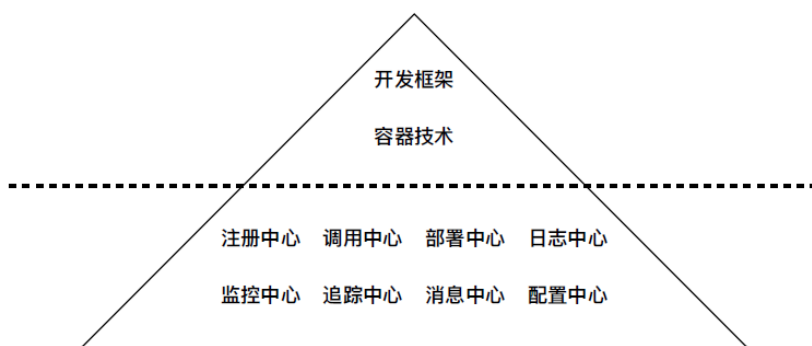 开发框架
容器技术
注册中心 调用中心 部署中心 日志中心
监控中心 追踪中心 消息中心 配置中心